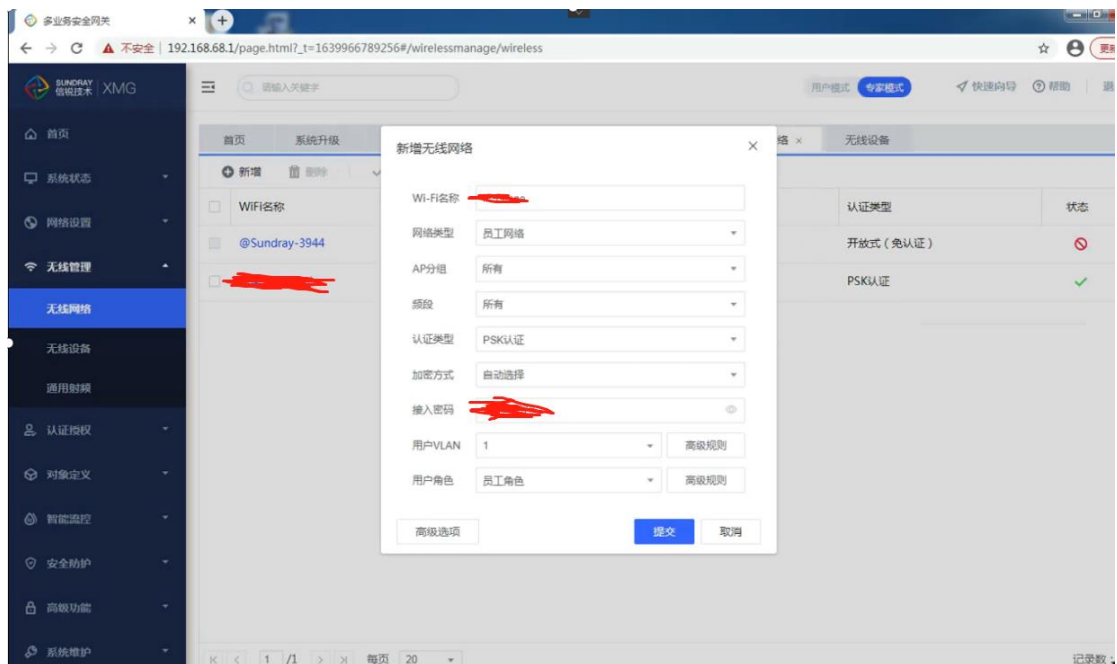 多业务安全网关
不安全 192.168.68.1/page.html?_t=1639966789256#/wirelessmanage/wireless
SUNDRAY 信锐技术 XMG
请输入关键字
用户模式 专家模式 快速向导 帮助
首页 系统升级 无线设备
新增 删除
WiFi名称 认证类型 状态
@Sundray-3944 开放式（免认证）
PSK认证
首页
系统状态
网络设置
无线管理
无线网络
无线设备
通用射频
认证授权
对象定义
智能流控
安全防护
高级功能
系统维护
新增无线网络
Wi-Fi名称
网络类型 员工网络
AP分组 所有
频段 所有
认证类型 PSK认证
加密方式 自动选择
接入密码
用户VLAN 1 高级规则
用户角色 员工角色 高级规则
高级选项 提交 取消
1 /1 每页 20 记录数